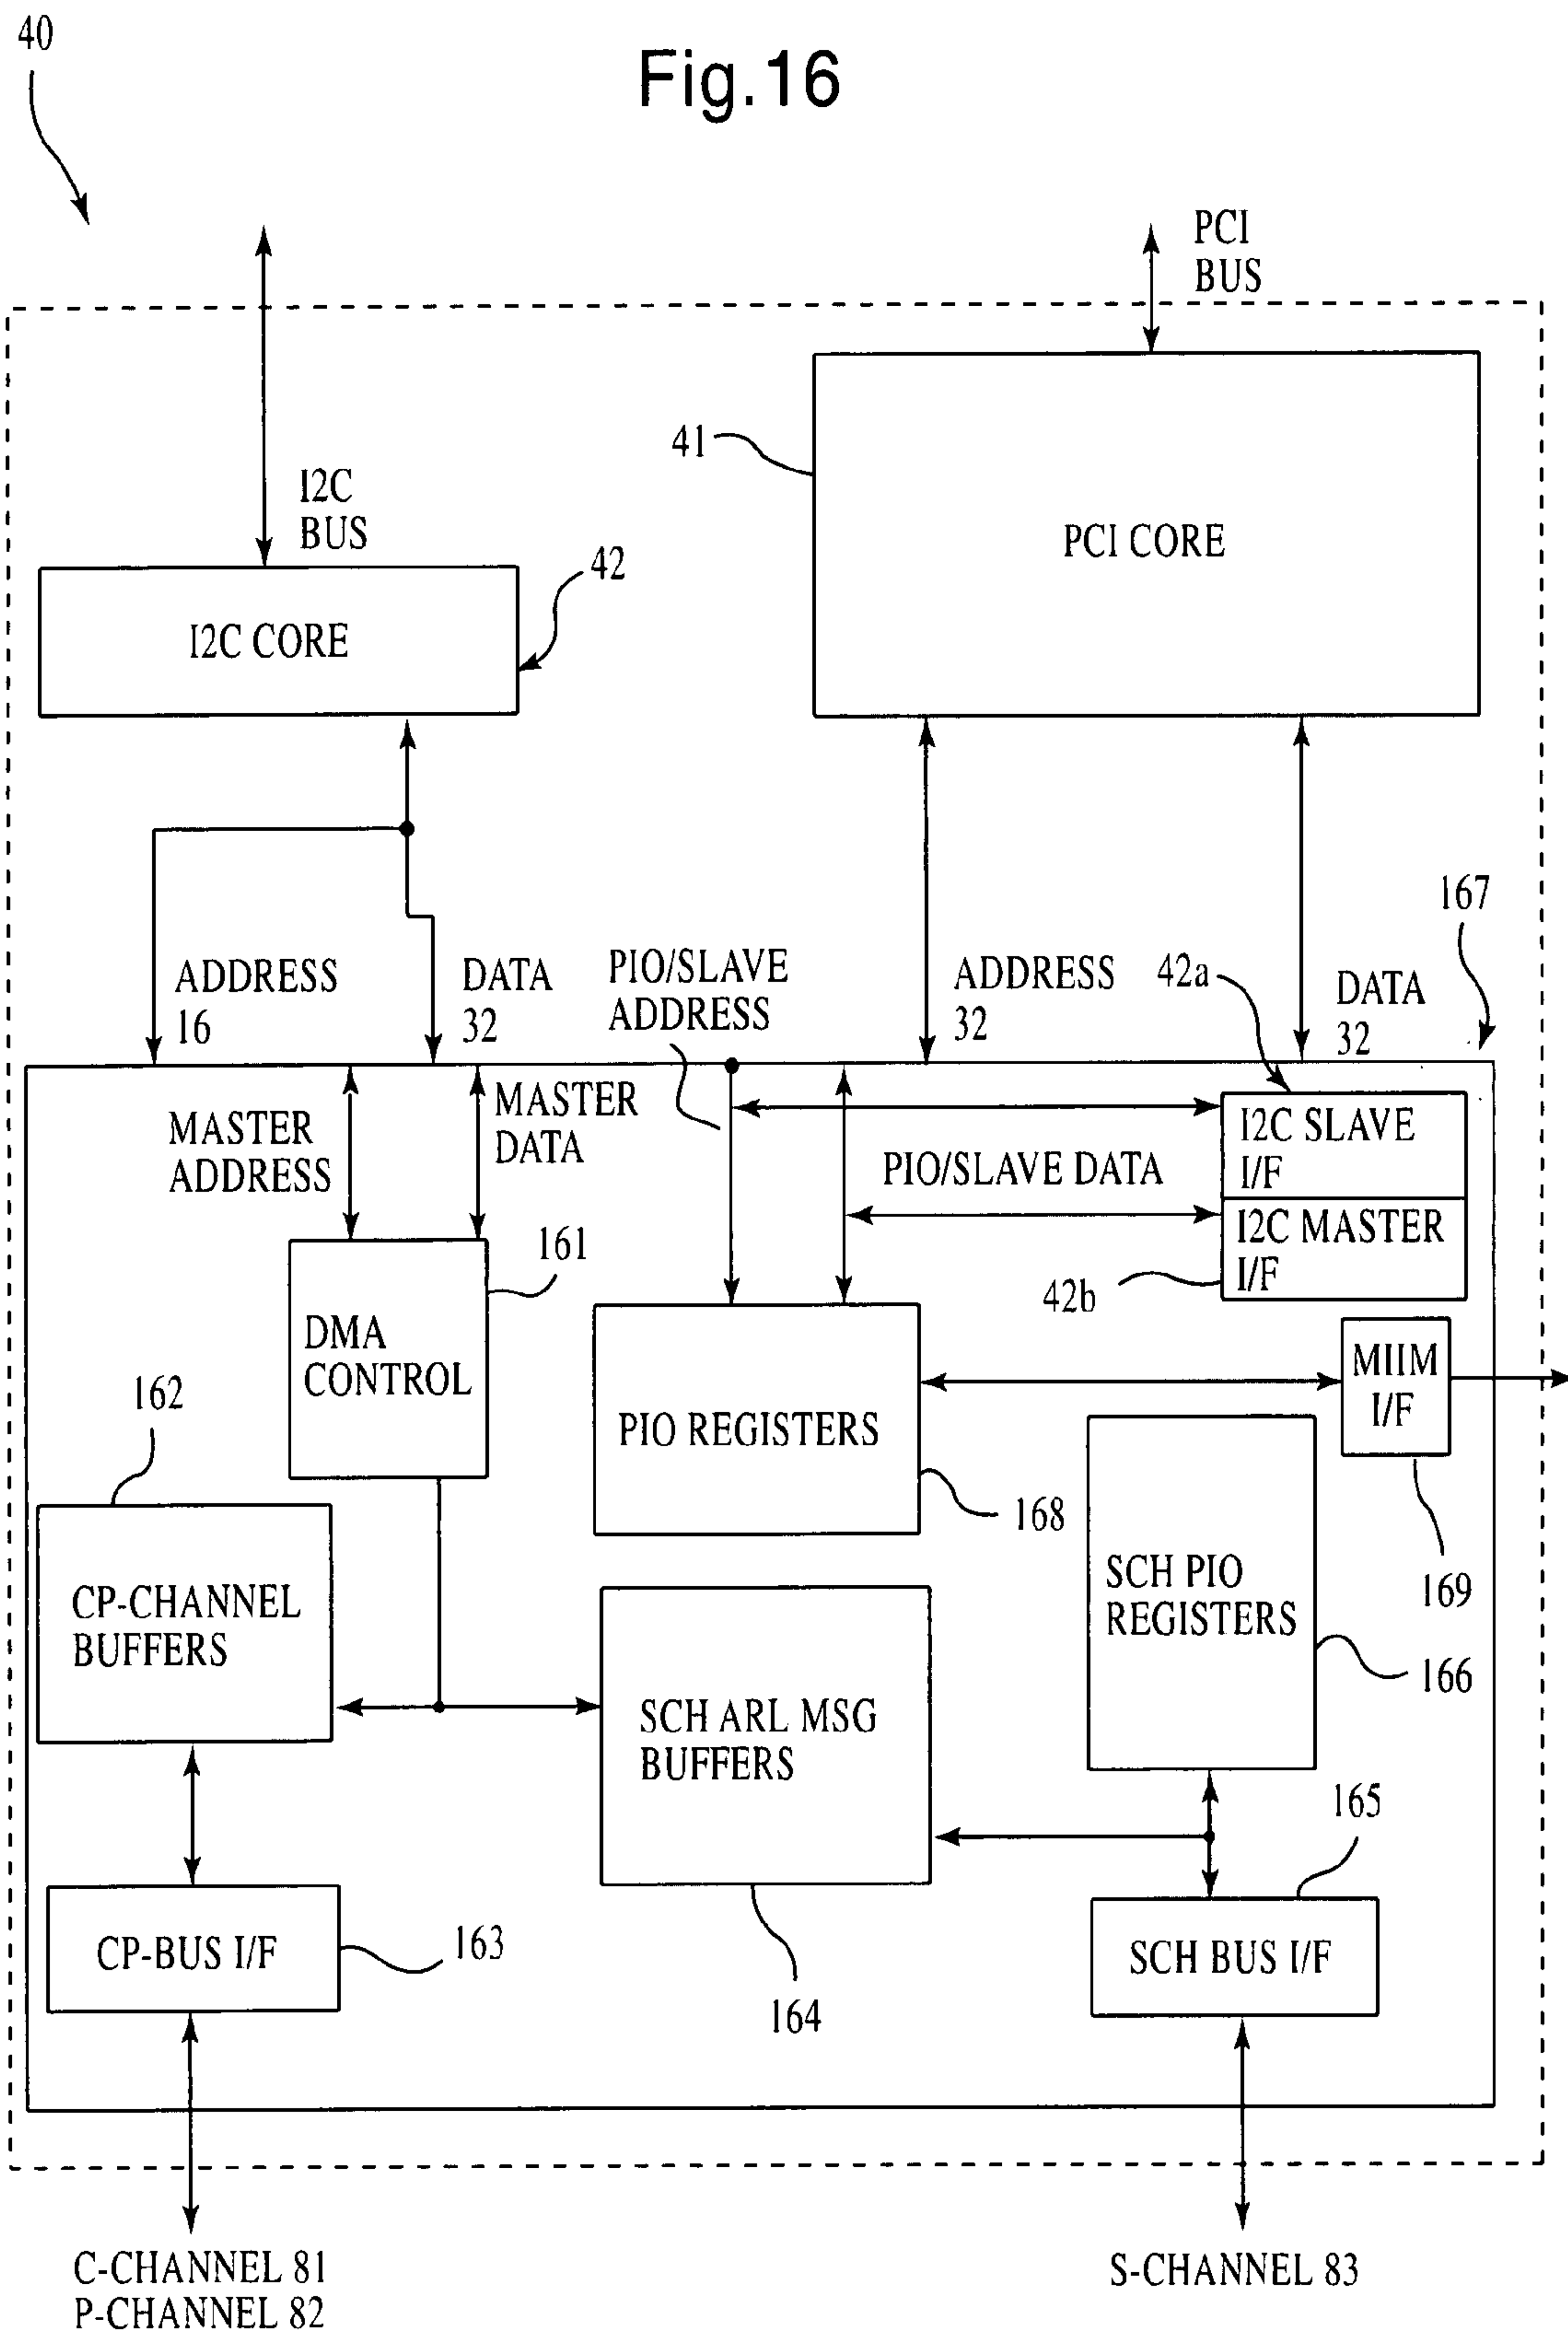 40
Fig.16
PCI
BUS
41
I2C
BUS
PCI CORE
42
I2C CORE
167
ADDRESS
16
DATA
32
PIO/SLAVE
ADDRESS
ADDRESS
32
42a
DATA
32
MASTER
ADDRESS
MASTER
DATA
I2C SLAVE
I/F
PIO/SLAVE DATA
I2C MASTER
I/F
161
42b
DMA
CONTROL
MIIM
I/F
162
PIO REGISTERS
168
SCH PIO
REGISTERS
169
CP-CHANNEL
BUFFERS
166
SCH ARL MSG
BUFFERS
165
CP-BUS I/F
163
SCH BUS I/F
164
C-CHANNEL 81
P-CHANNEL 82
S-CHANNEL 83